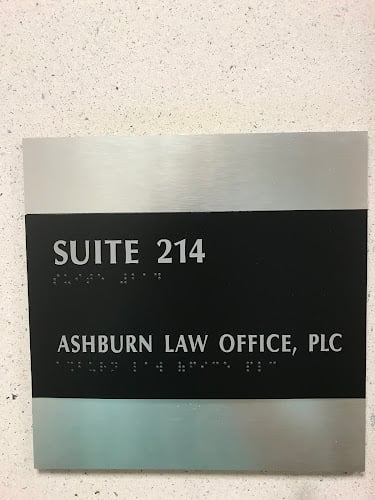 SUITE 214
ASHBURN LAW OFFICE, PLC